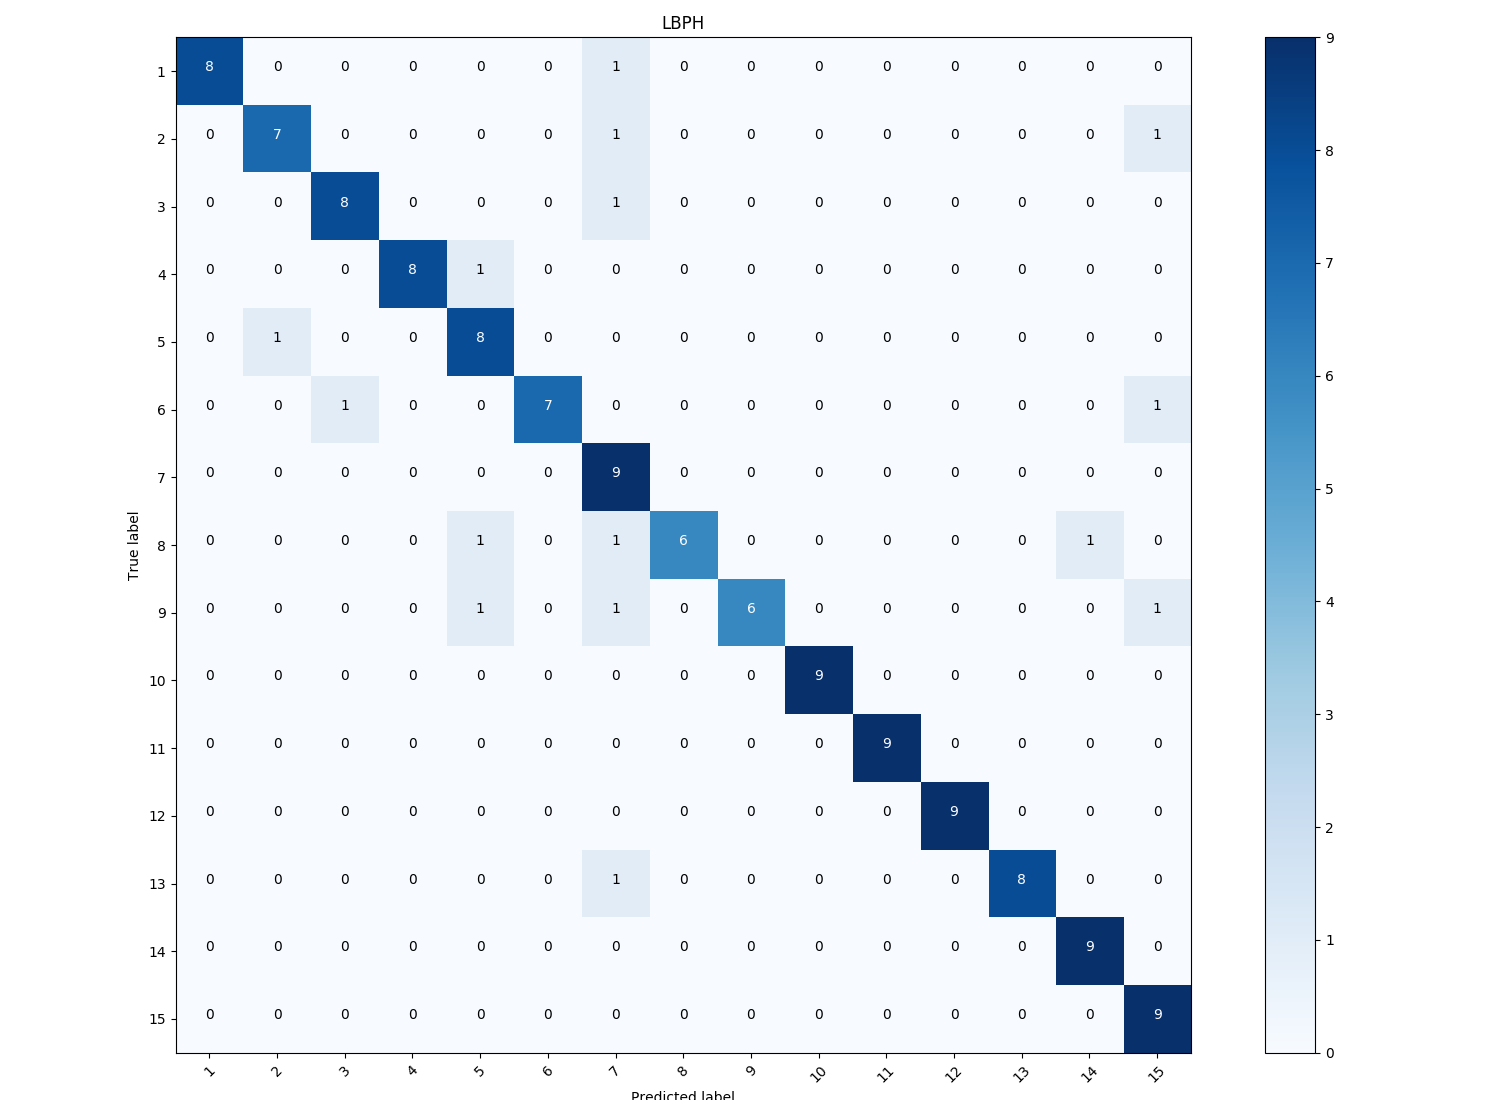 LBPH
1 8 0 0 0 0 0 1 0 0 0 0 0 0 0 0 9
2 0 7 0 0 0 0 1 0 0 0 0 0 0 0 1 8
3 0 0 8 0 0 0 1 0 0 0 0 0 0 0 0
4 0 0 0 8 1 0 0 0 0 0 0 0 0 0 0 7
5 0 1 0 0 8 0 0 0 0 0 0 0 0 0 0
6 0 0 1 0 0 7 0 0 0 0 0 0 0 0 1 6
7 0 0 0 0 0 0 9 0 0 0 0 0 0 0 0 5
True label
8 0 0 0 0 1 0 1 6 0 0 0 0 0 1 0
9 0 0 0 0 1 0 1 0 6 0 0 0 0 0 1 4
10 0 0 0 0 0 0 0 0 0 9 0 0 0 0 0 3
11 0 0 0 0 0 0 0 0 0 0 9 0 0 0 0
12 0 0 0 0 0 0 0 0 0 0 0 9 0 0 0 2
13 0 0 0 0 0 0 1 0 0 0 0 0 8 0 0
14 0 0 0 0 0 0 0 0 0 0 0 0 0 9 0 1
15 0 0 0 0 0 0 0 0 0 0 0 0 0 0 9 0
1 2 3 4 5 6 7 8 9 10 11 12 13 14 15
Predicted label